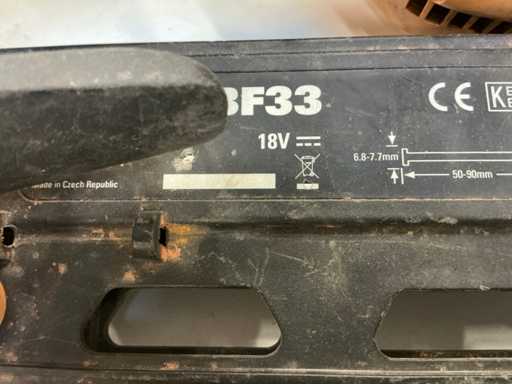 BF33
CE
18V
6.8-7.7mm
50-90mm
Made in Czech Republic